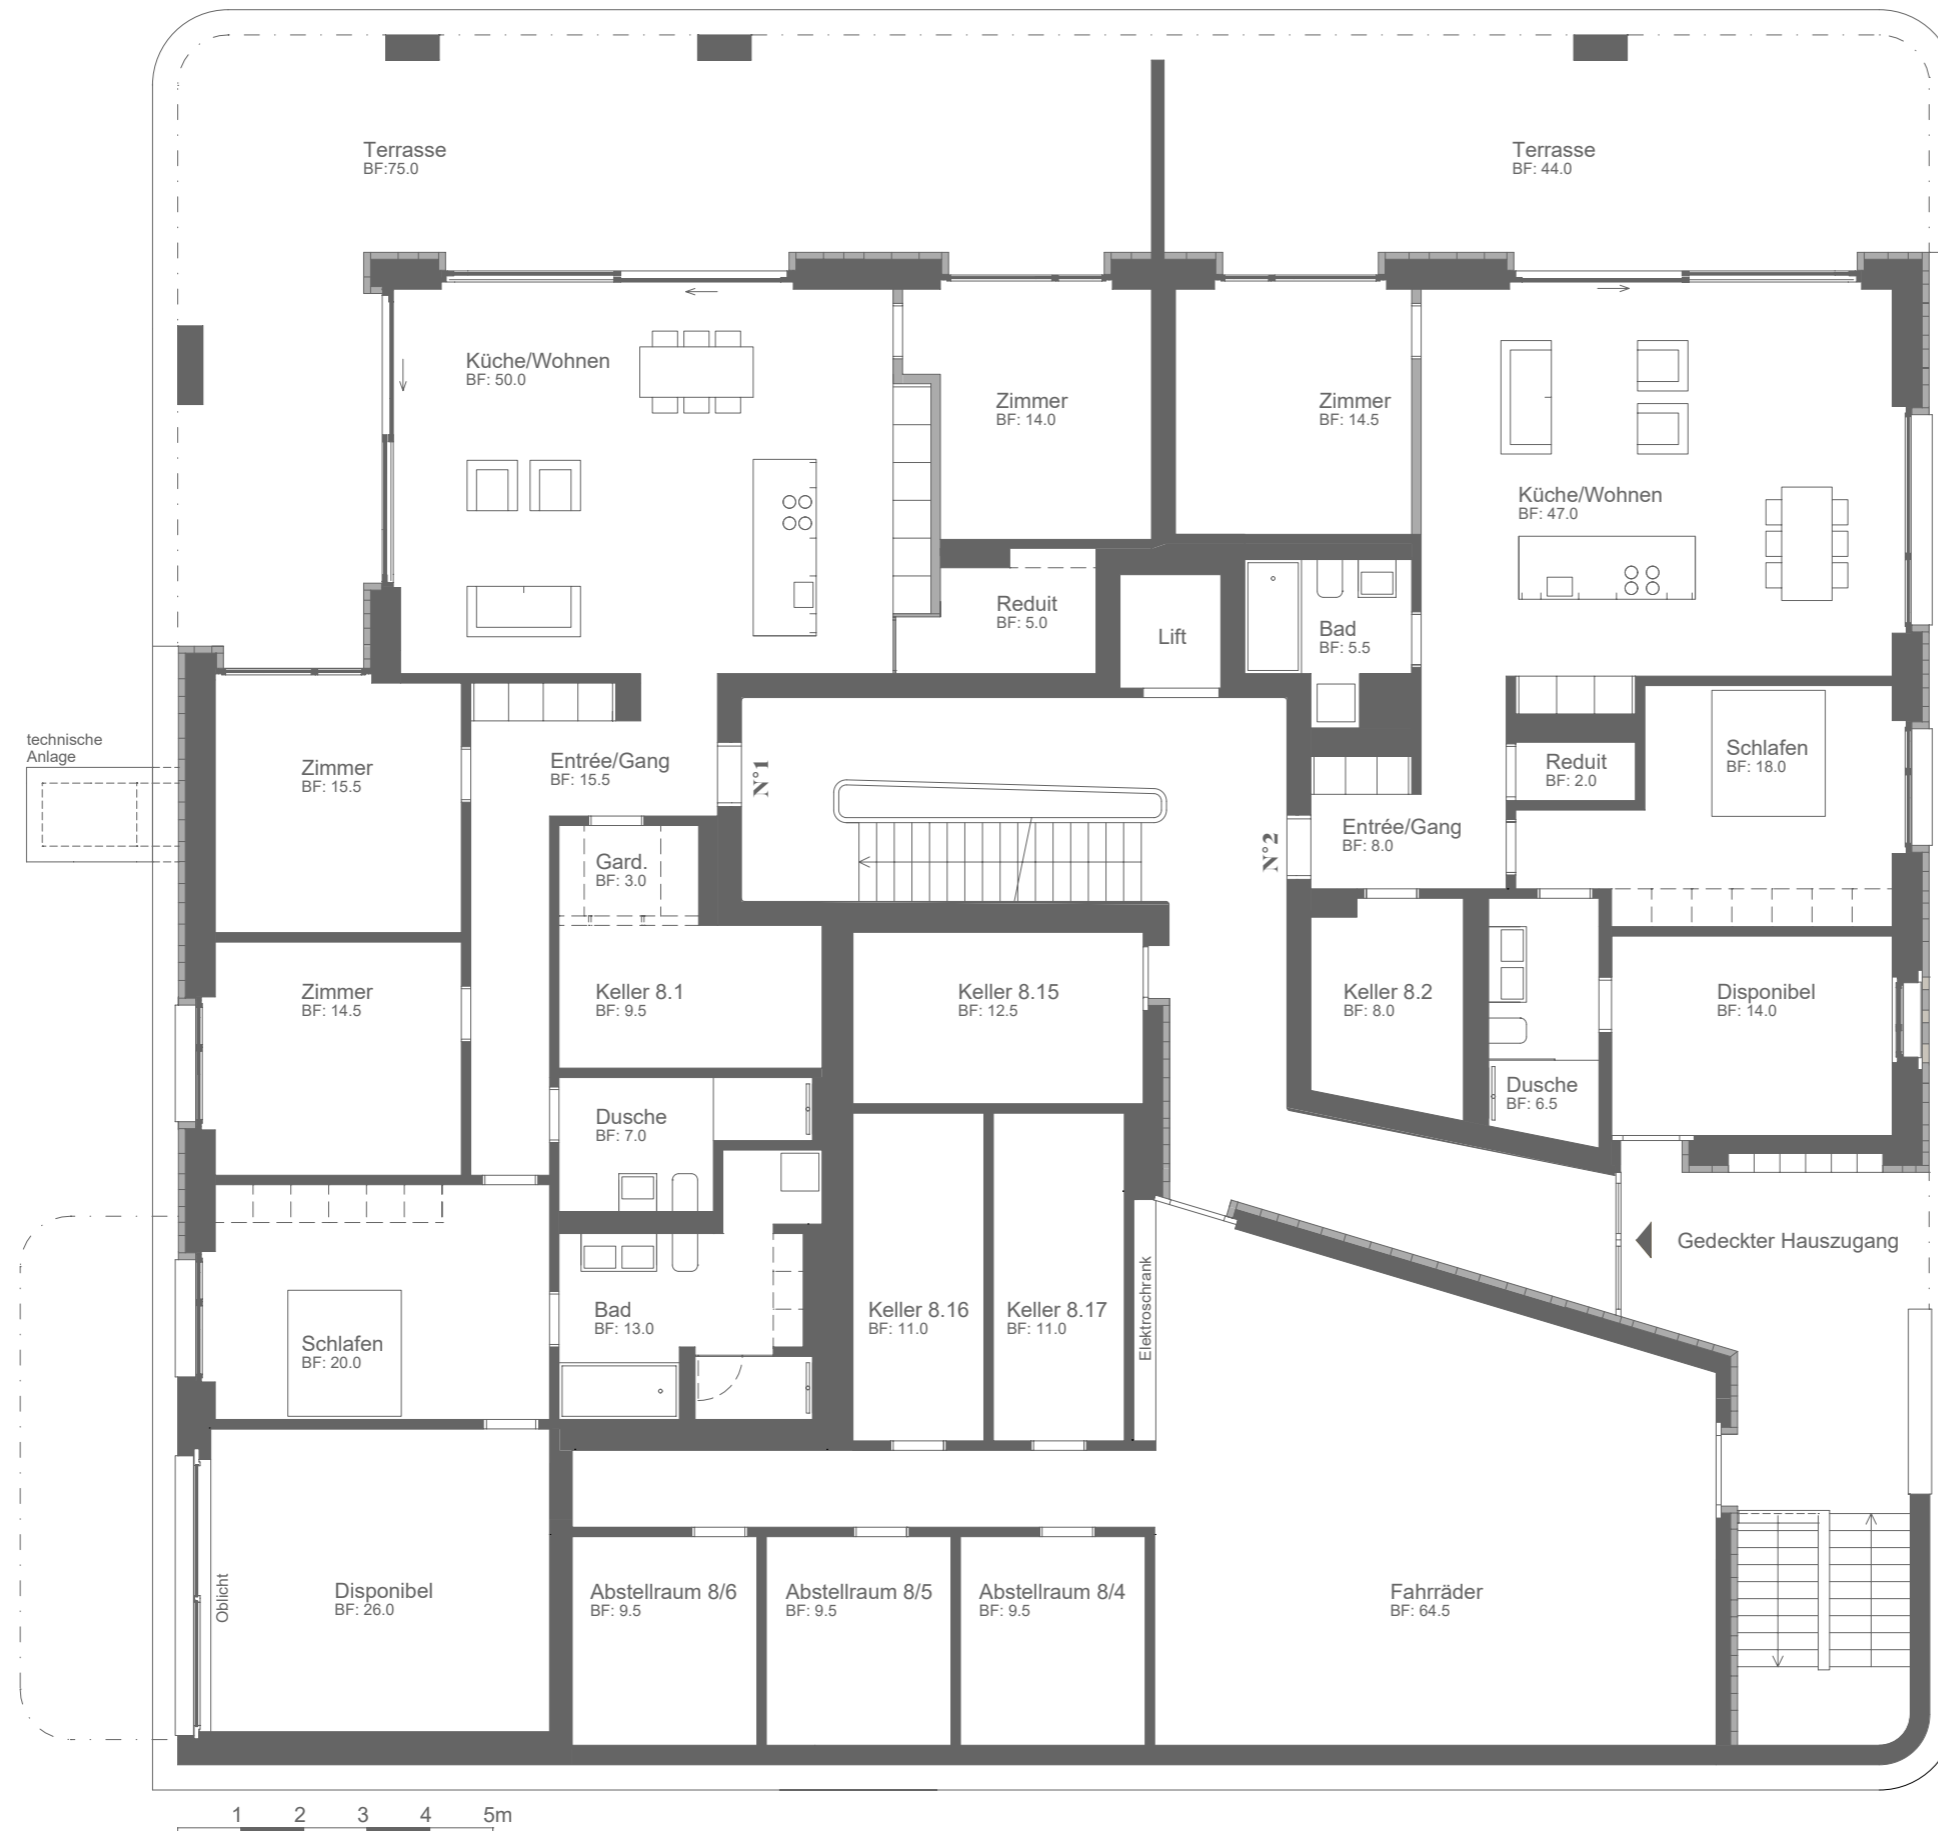 Terrasse
BF:75.0
Terrasse
BF: 44.0
Küche/Wohnen
BF: 50.0
Zimmer
BF: 14.0
Zimmer
BF: 14.5
Küche/Wohnen
BF: 47.0
Reduit
BF: 5.0
Lift
Bad
BF: 5.5
technische
Anlage
Zimmer
BF: 15.5
Entrée/Gang
BF: 15.5
N°1
Schlafen
BF: 18.0
Reduit
BF: 2.0
Entrée/Gang
BF: 8.0
N°2
Gard.
BF: 3.0
Zimmer
BF: 14.5
Keller 8.1
BF: 9.5
Keller 8.15
BF: 12.5
Keller 8.2
BF: 8.0
Disponibel
BF: 14.0
Dusche
BF: 7.0
Dusche
BF: 6.5
Gedeckter Hauszugang
Schlafen
BF: 20.0
Bad
BF: 13.0
Keller 8.16
BF: 11.0
Keller 8.17
BF: 11.0
Elektroschrank
Oblicht
Disponibel
BF: 26.0
Abstellraum 8/6
BF: 9.5
Abstellraum 8/5
BF: 9.5
Abstellraum 8/4
BF: 9.5
Fahrräder
BF: 64.5
1 2 3 4 5m